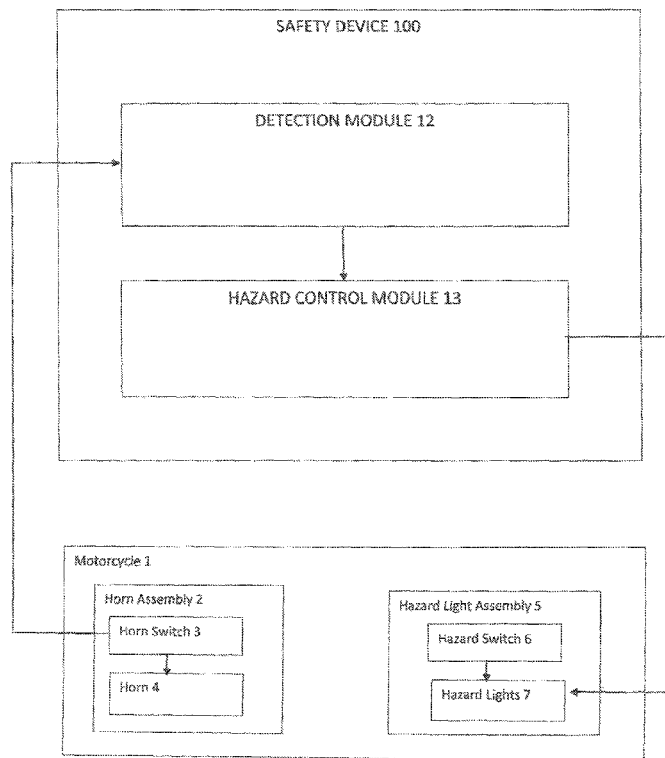 SAFETY DEVICE 100
DETECTION MODULE 12
HAZARD CONTROL MODULE 13
Motorcycle 1
Horn Assembly 2
Horn Switch 3
Horn 4
Hazard Light Assembly 5
Hazard Switch 6
Hazard Lights 7